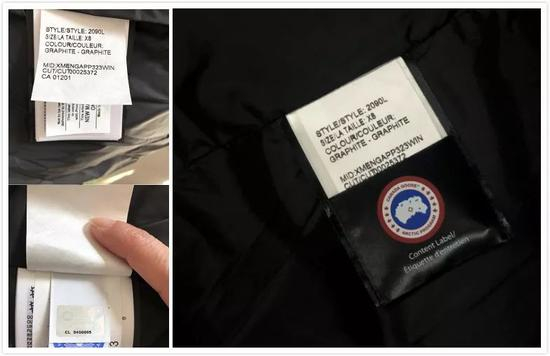 STYLE/STYLE: 2090L
SIZE/LA TAILLE: XS
COLOUR/COULEUR:
GRAPHITE - GRAPHITE
MID:XMENGAPP323WIN
CUT/CUT00025372
CA 01201
STYLE/STYLE: 2090L
SIZE/LA TAILLE: XS
COLOUR/COULEUR:
GRAPHITE - GRAPHITE
MID:XMENGAPP323WIN
CUT/CUT00025372
CANADA GOOSE
ARCTIC PROGRAM
Content Label/
Étiquette d'entretien